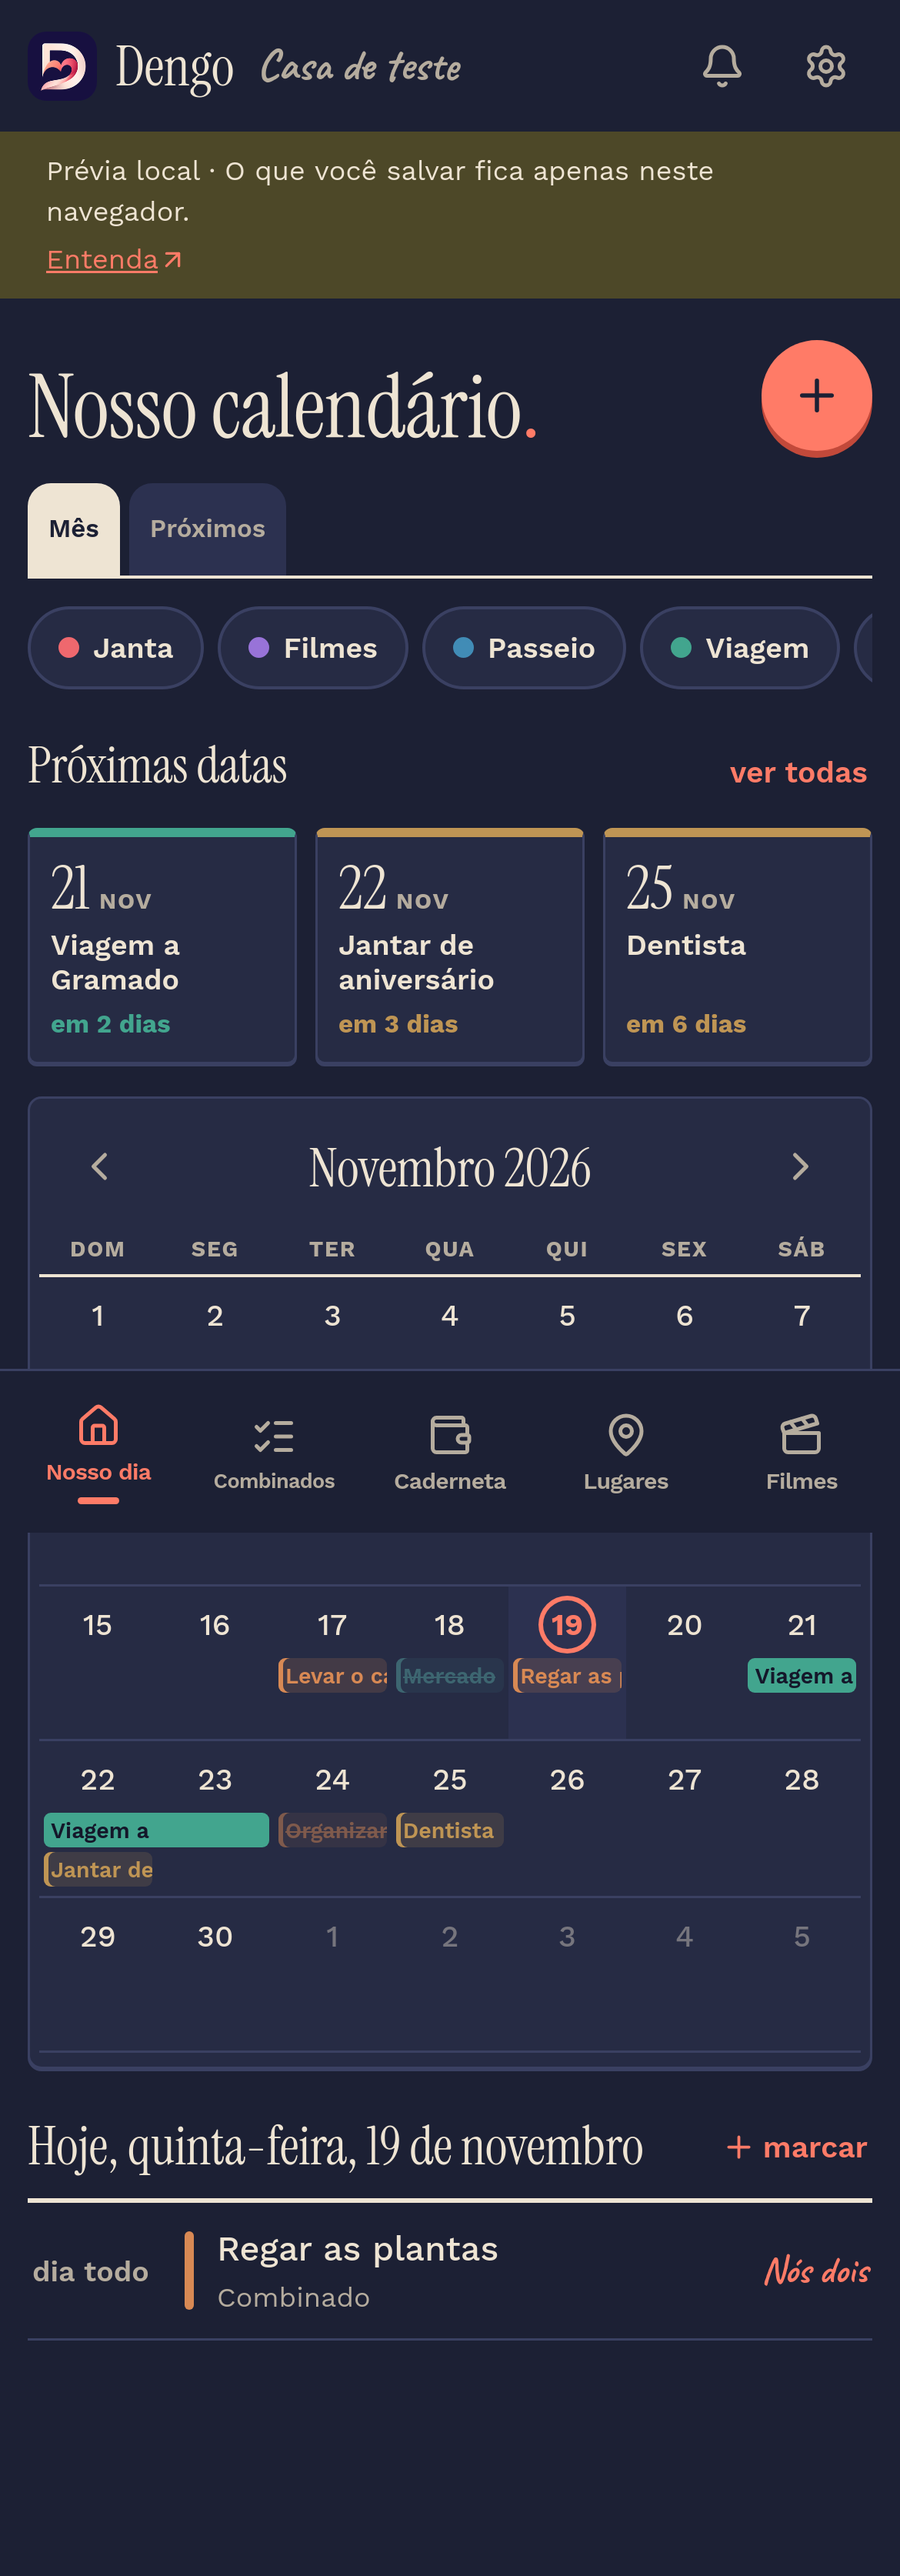 Dengo Casa de teste
Prévia local · O que você salvar fica apenas neste
navegador.
Entenda
Nosso calendário.
Mês Próximos
Janta Filmes Passeio Viagem
Próximas datas ver todas
21 NOV
Viagem a
Gramado
em 2 dias
22 NOV
Jantar de
aniversário
em 3 dias
25 NOV
Dentista
em 6 dias
Novembro 2026
DOM SEG TER QUA QUI SEX SÁB
1 2 3 4 5 6 7
Nosso dia Combinados Caderneta Lugares Filmes
15 16 17 18 19 20 21
Levar o Mercado Regar as Viagem a
22 23 24 25 26 27 28
Viagem a Organizar Dentista
Jantar de
29 30 1 2 3 4 5
Hoje, quinta-feira, 19 de novembro + marcar
dia todo
Regar as plantas
Combinado
Nós dois